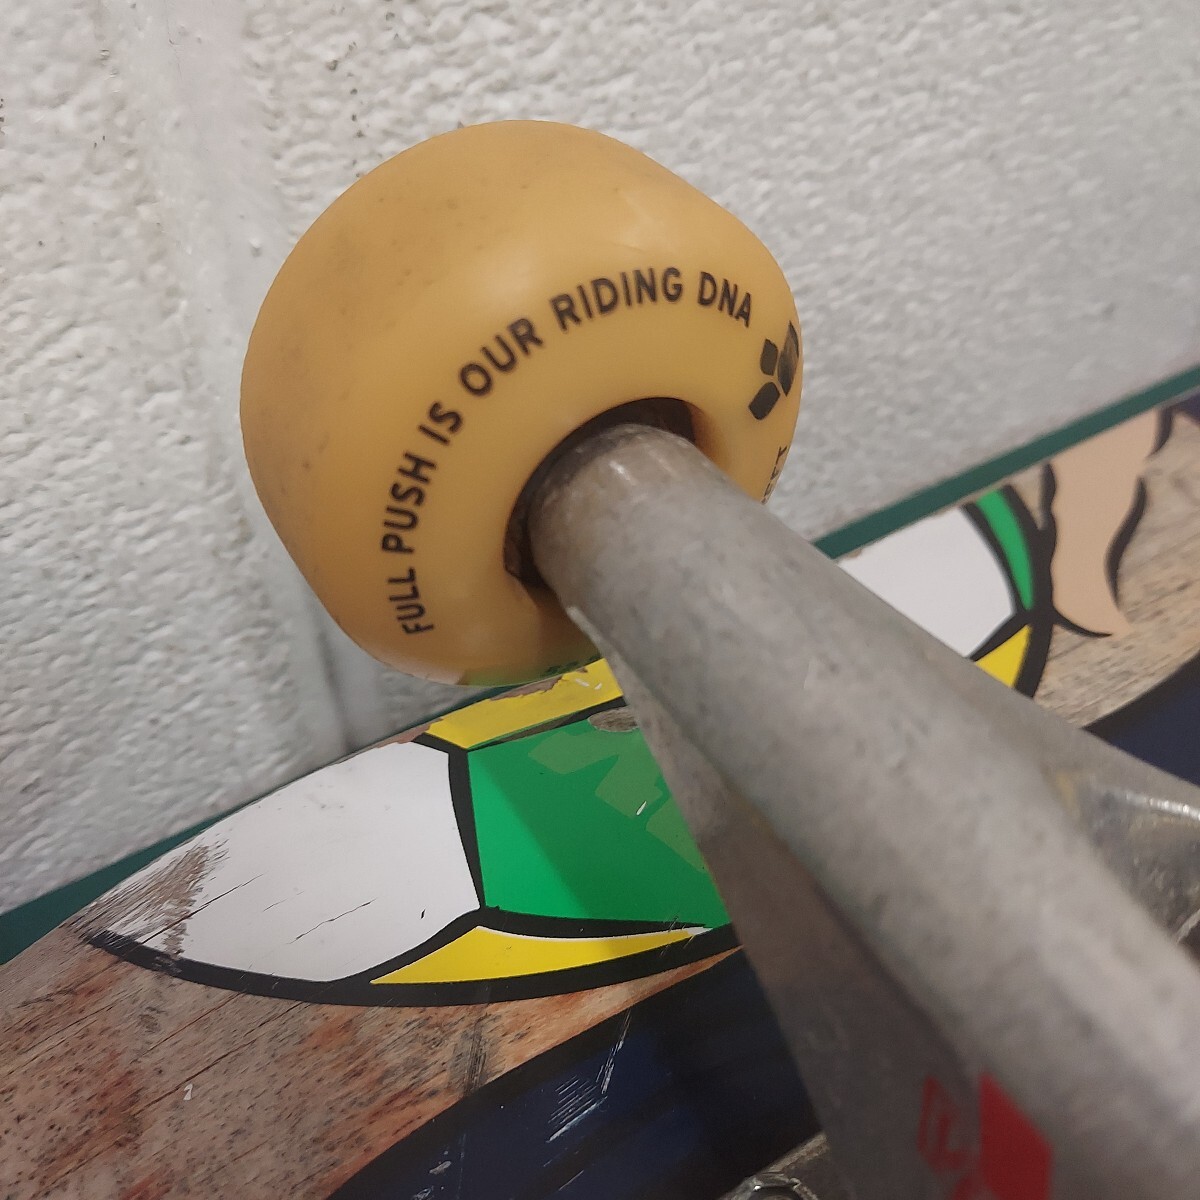 FULL PUSH IS OUR RIDING DNA